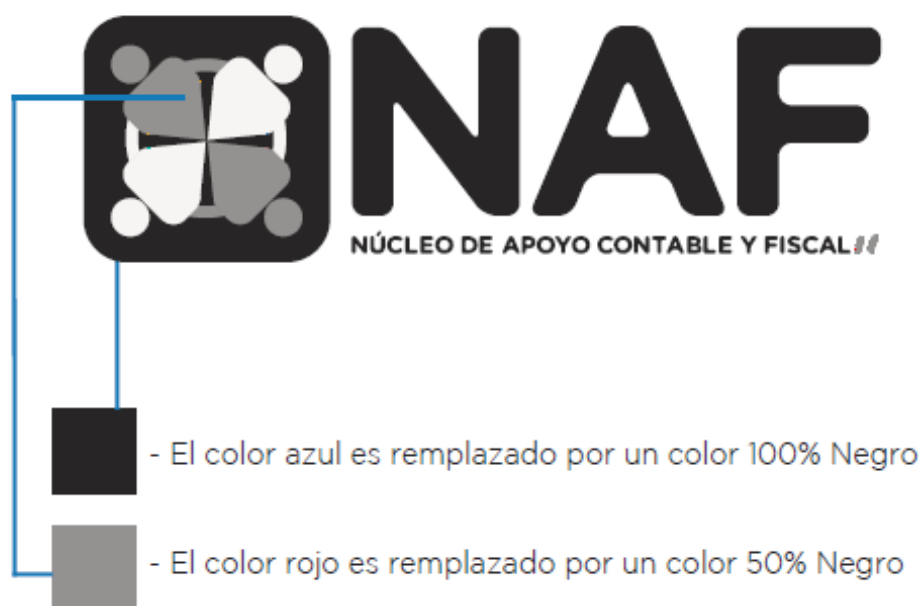 NAF
NÚCLEO DE APOYO CONTABLE Y FISCAL
- El color azul es remplazado por un color 100% Negro
- El color rojo es remplazado por un color 50% Negro